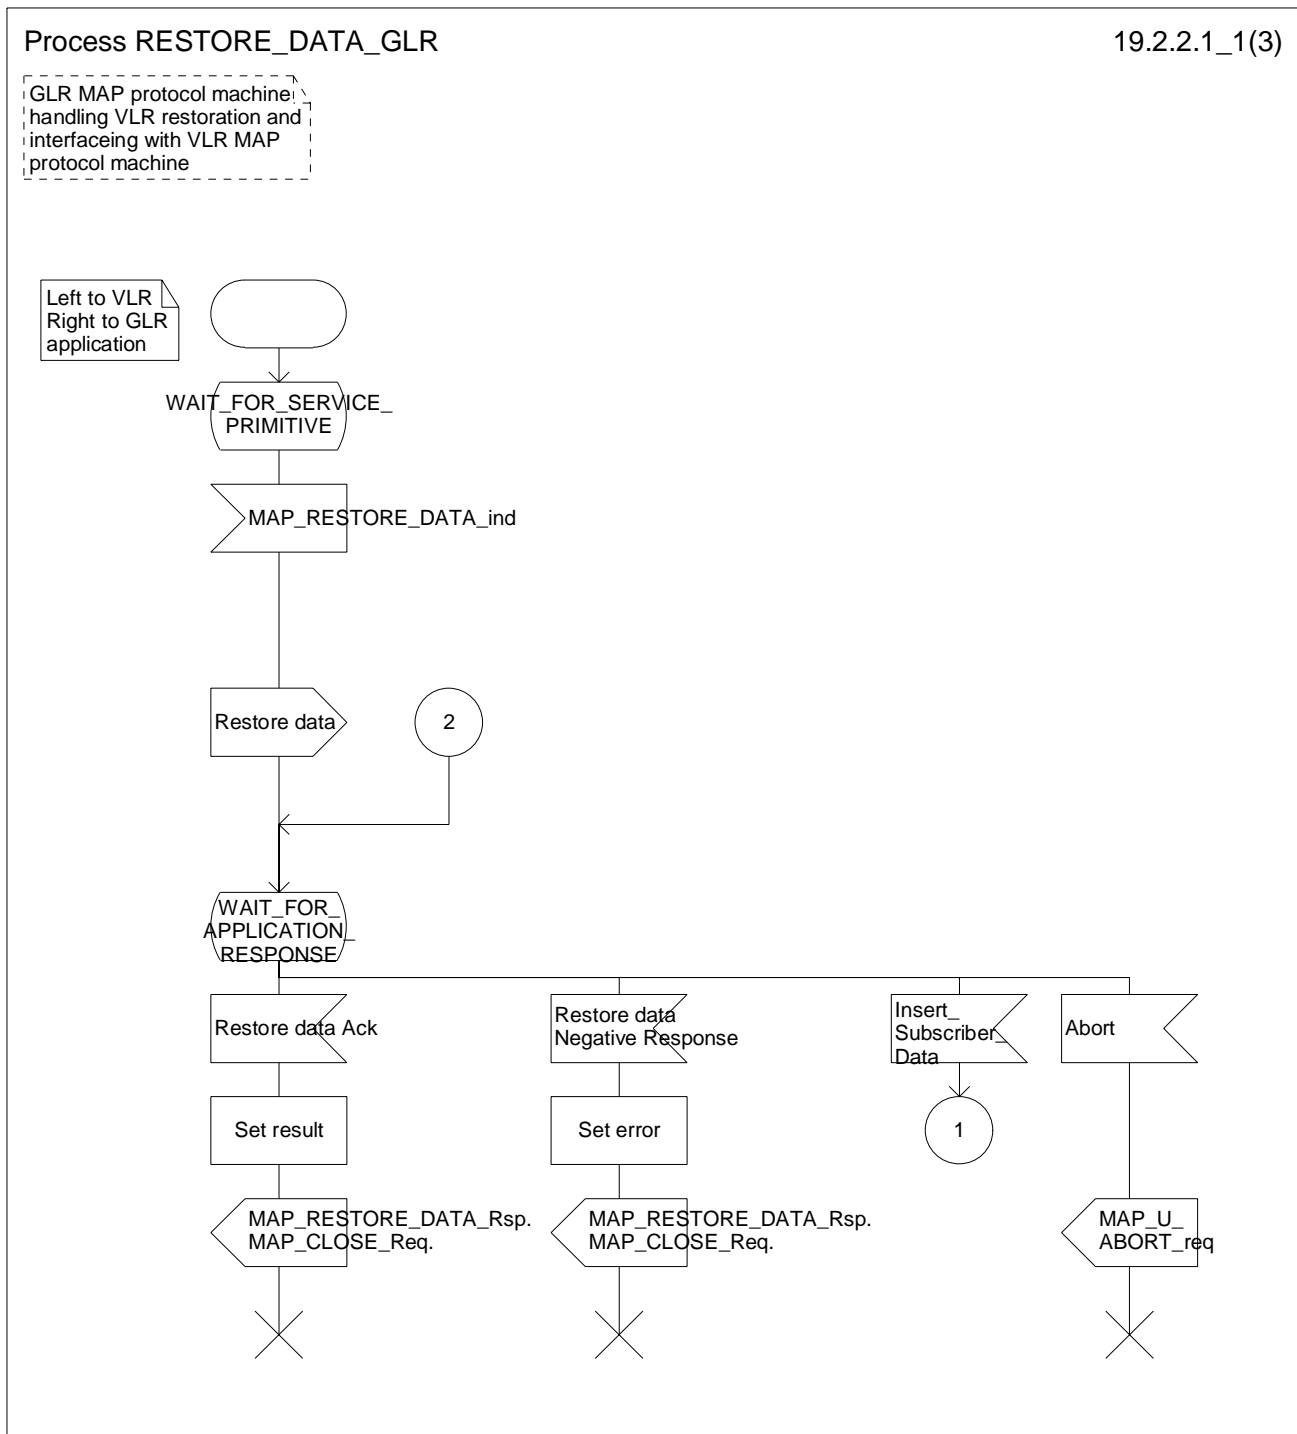 Process RESTORE_DATA_GLR
19.2.2.1_1(3)
GLR MAP protocol machine
handling VLR restoration and
interfaceing with VLR MAP
protocol machine
Left to VLR
Right to GLR
application
WAIT_FOR_SERVICE_
PRIMITIVE
MAP_RESTORE_DATA_ind
Restore data
2
WAIT_FOR_
APPLICATION_
RESPONSE
Restore data Ack
Restore data
Negative Response
Insert_
Subscriber_
Data
Abort
Set result
Set error
1
MAP_RESTORE_DATA_Rsp.
MAP_CLOSE_Req.
MAP_RESTORE_DATA_Rsp.
MAP_CLOSE_Req.
MAP_U_
ABORT_req